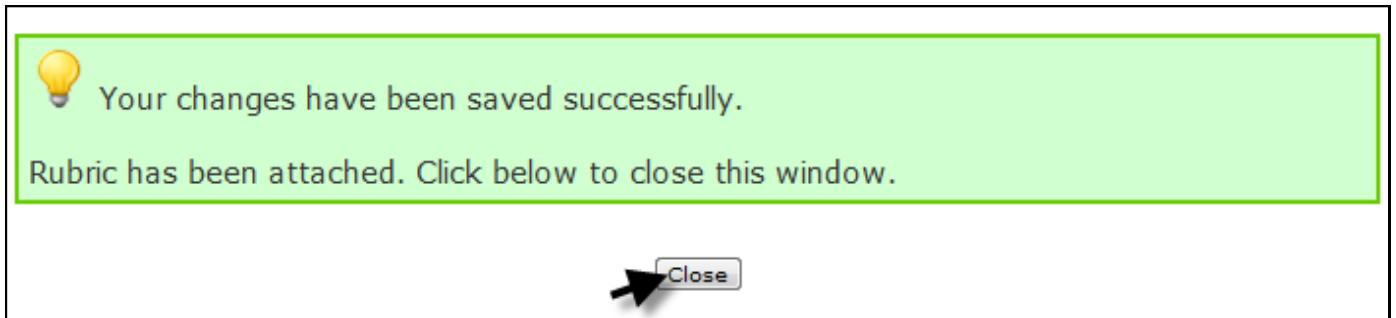 Your changes have been saved successfully.
Rubric has been attached. Click below to close this window.
Close